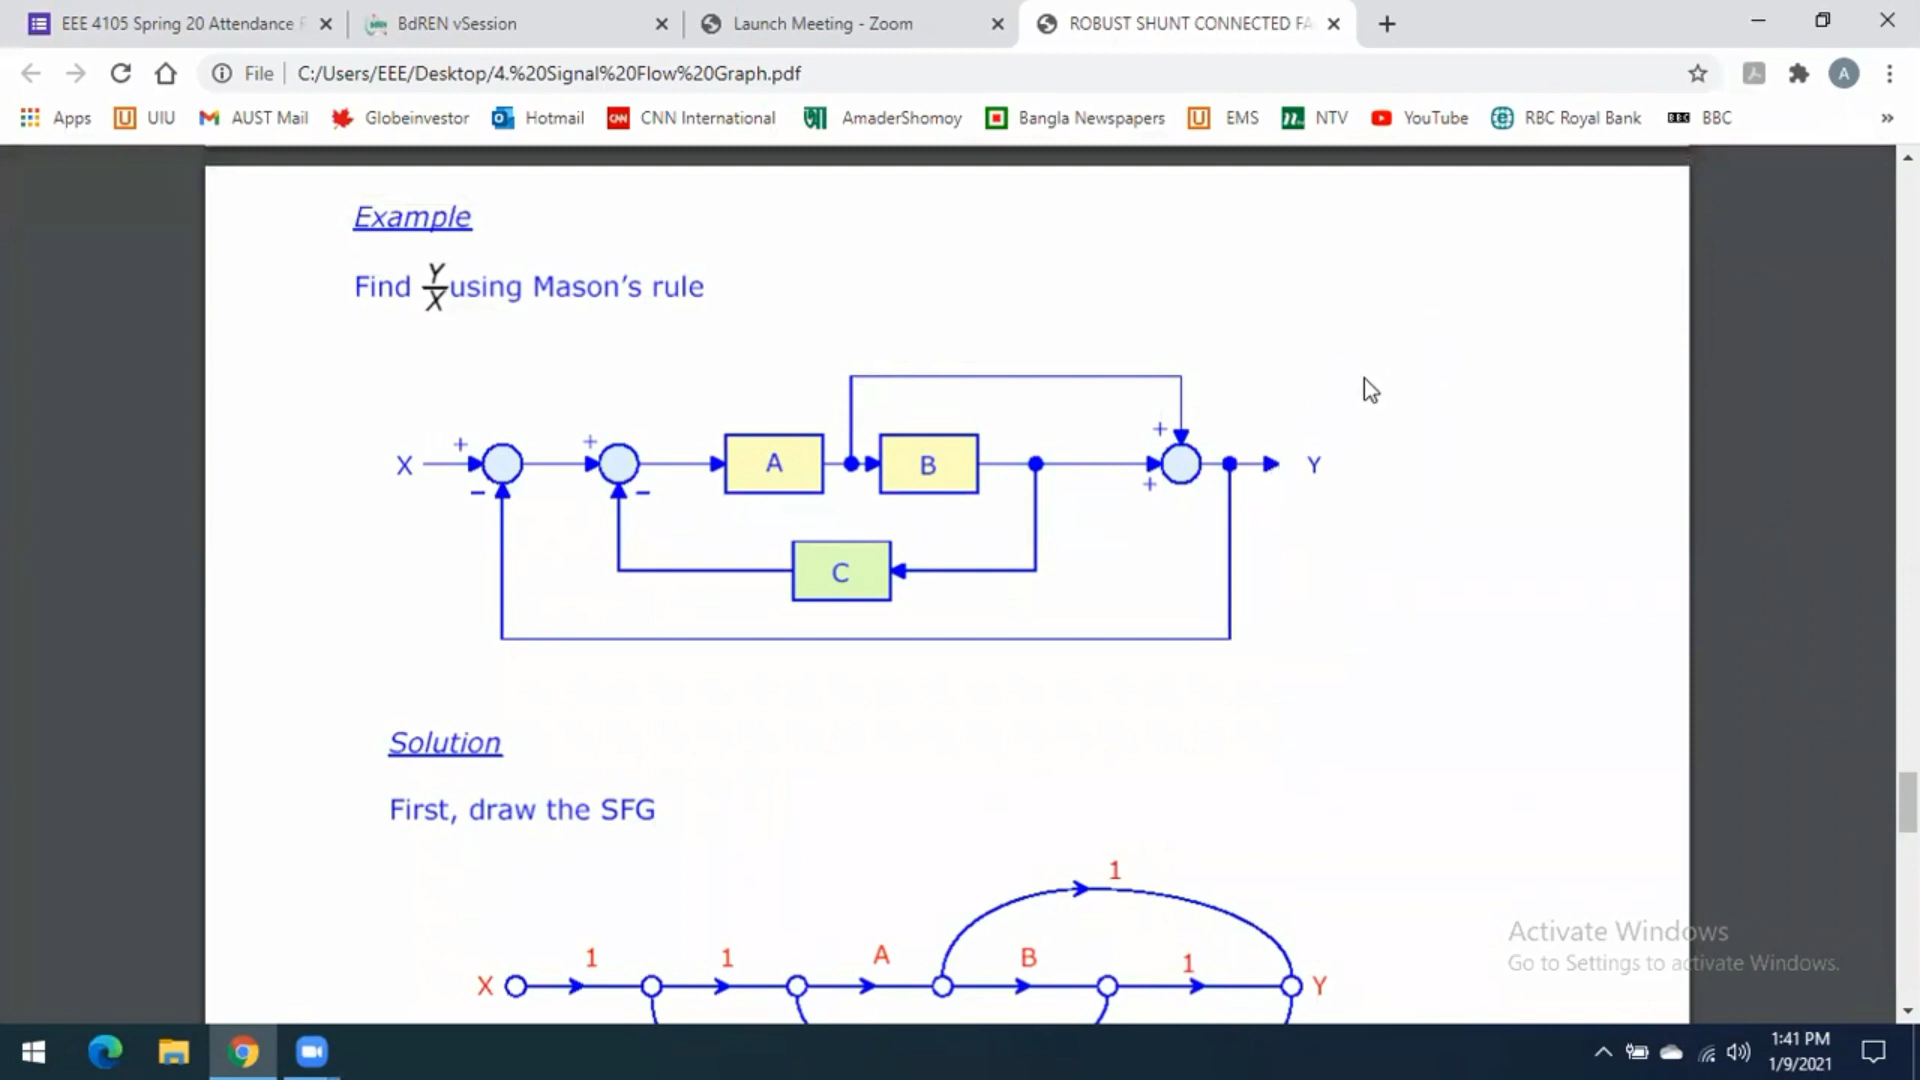 EEE 4105 Spring 20 Attendance
BdREN vSession
Launch Meeting - Zoom
ROBUST SHUNT CONNECTED FA
File
C:/Users/EEE/Desktop/4.%20Signal%20Flow%20Graph.pdf
A
Apps
UIU
AUST Mail
Globeinvestor
Hotmail
CNN International
AmaderShomoy
Bangla Newspapers
EMS
NTV
YouTube
RBC Royal Bank
BBC
BBC
»
Example
Find Y/X using Mason's rule
X + − + − A B + + Y
C
Solution
First, draw the SFG
1
X 1 1 A B 1 Y
Activate Windows
Go to Settings to activate Windows.
1:41 PM
1/9/2021